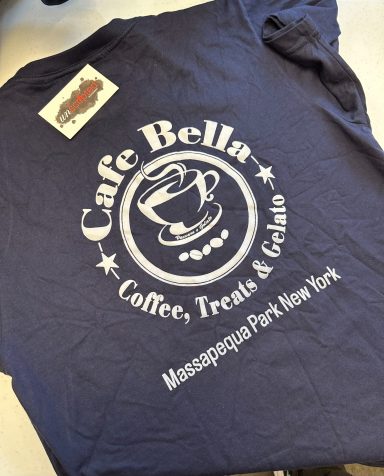 Cafe Bella
Coffee, Treats & Gelato
Massapequa Park New York